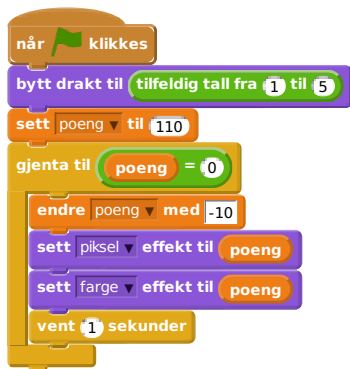 når klikkes
bytt drakt til tilfeldig tall fra 1 til 5
sett poeng til 110
gjenta til poeng = 0
endre poeng med -10
sett piksel effekt til poeng
sett farge effekt til poeng
vent 1 sekunder